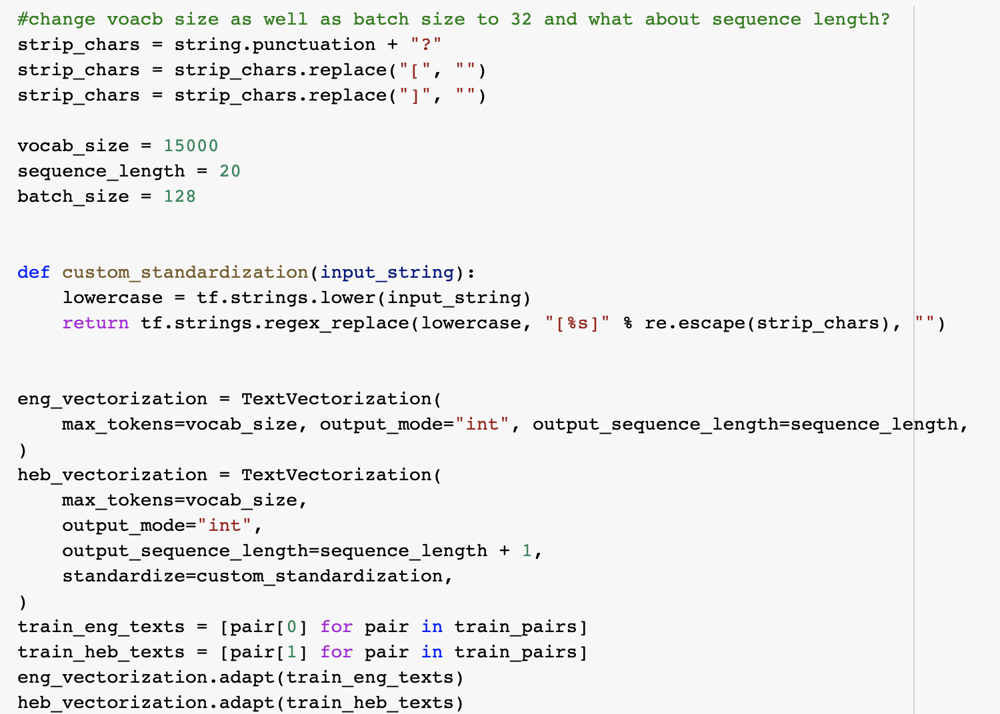 #change voacb size as well as batch size to 32 and what about sequence length?
strip_chars = string.punctuation + "?"
strip_chars = strip_chars.replace("[", "")
strip_chars = strip_chars.replace("]", "")
vocab_size = 15000
sequence_length = 20
batch_size = 128
def custom_standardization(input_string):
    lowercase = tf.strings.lower(input_string)
    return tf.strings.regex_replace(lowercase, "[%s]" % re.escape(strip_chars), "")
eng_vectorization = TextVectorization(
    max_tokens=vocab_size, output_mode="int", output_sequence_length=sequence_length,
)
heb_vectorization = TextVectorization(
    max_tokens=vocab_size,
    output_mode="int",
    output_sequence_length=sequence_length + 1,
    standardize=custom_standardization,
)
train_eng_texts = [pair[0] for pair in train_pairs]
train_heb_texts = [pair[1] for pair in train_pairs]
eng_vectorization.adapt(train_eng_texts)
heb_vectorization.adapt(train_heb_texts)